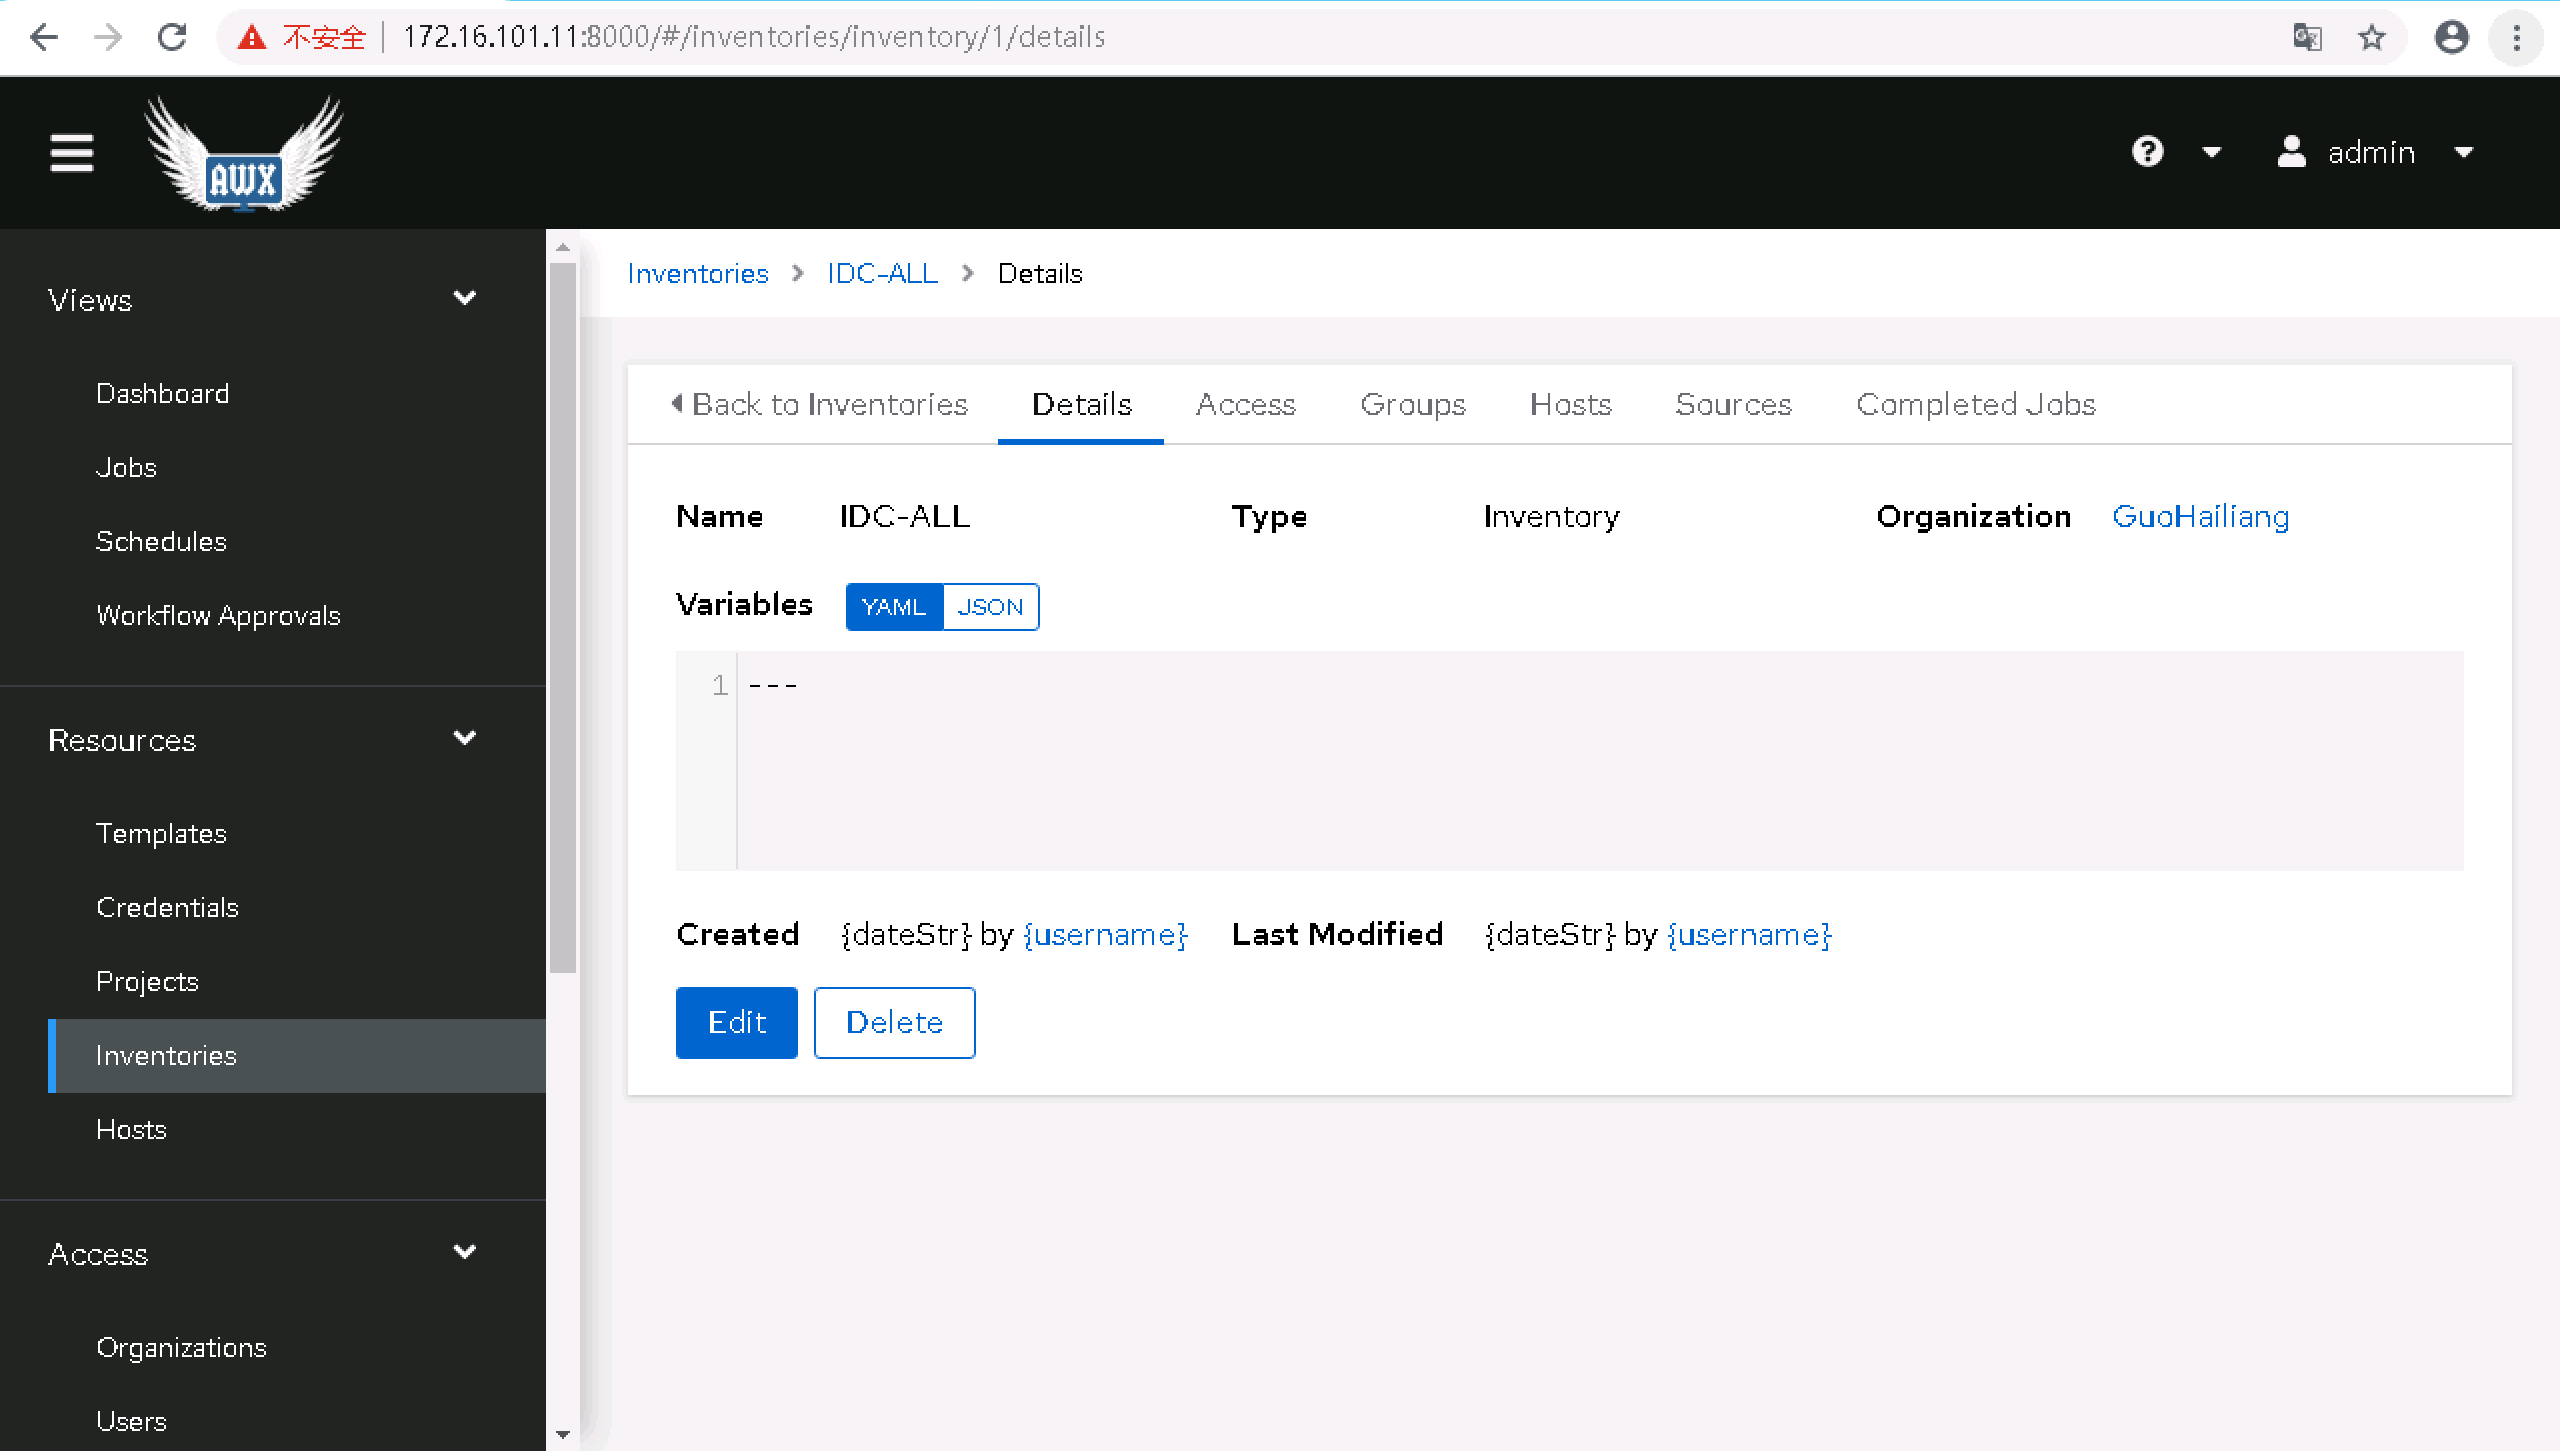 不安全 172.16.101.11:8000/#/inventories/inventory/1/details
AWX
admin
Views
Dashboard
Jobs
Schedules
Workflow Approvals
Resources
Templates
Credentials
Projects
Inventories
Hosts
Access
Organizations
Users
Inventories > IDC-ALL > Details
Back to Inventories Details Access Groups Hosts Sources Completed Jobs
Name IDC-ALL Type Inventory Organization GuoHailiang
Variables YAML JSON
1 ---
Created {dateStr} by {username} Last Modified {dateStr} by {username}
Edit Delete